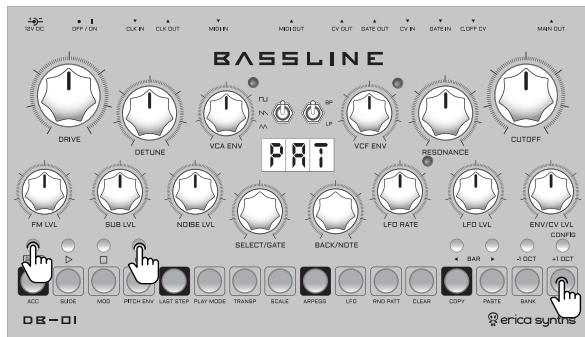 12V DC OFF / ON CLK IN CLK OUT MIDI IN MIDI OUT CV OUT GATE OUT CV IN GATE IN C.OFF CV MAIN OUT
BASSLINE
BP
LP
DRIVE DETUNE VCA ENV VCF ENV RESONANCE CUTOFF
PAT
FM LVL SUB LVL NOISE LVL LFO RATE LFO LVL ENV/CV LVL
SELECT/GATE BACK/NOTE
CONFIG
BAR -1 OCT +1 OCT
ACC SLIDE MOD PITCH ENV LAST STEP PLAY MODE TRANSP SCALE ARPEGG LFO RND PATT CLEAR COPY PASTE BANK
DB-01 erica synths